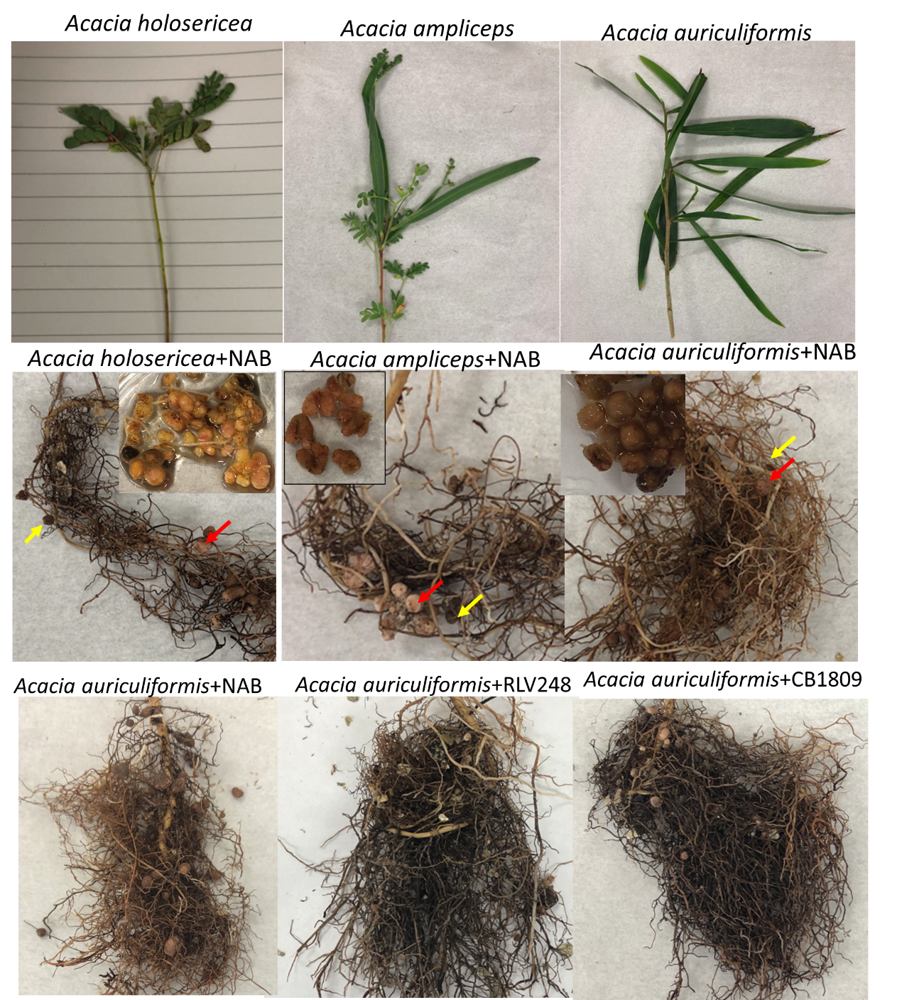 Acacia holosericea
Acacia ampliceps
Acacia auriculiformis
Acacia holosericea+NAB
Acacia ampliceps+NAB
Acacia auriculiformis+NAB
Acacia auriculiformis+NAB
Acacia auriculiformis+RLV248
Acacia auriculiformis+CB1809